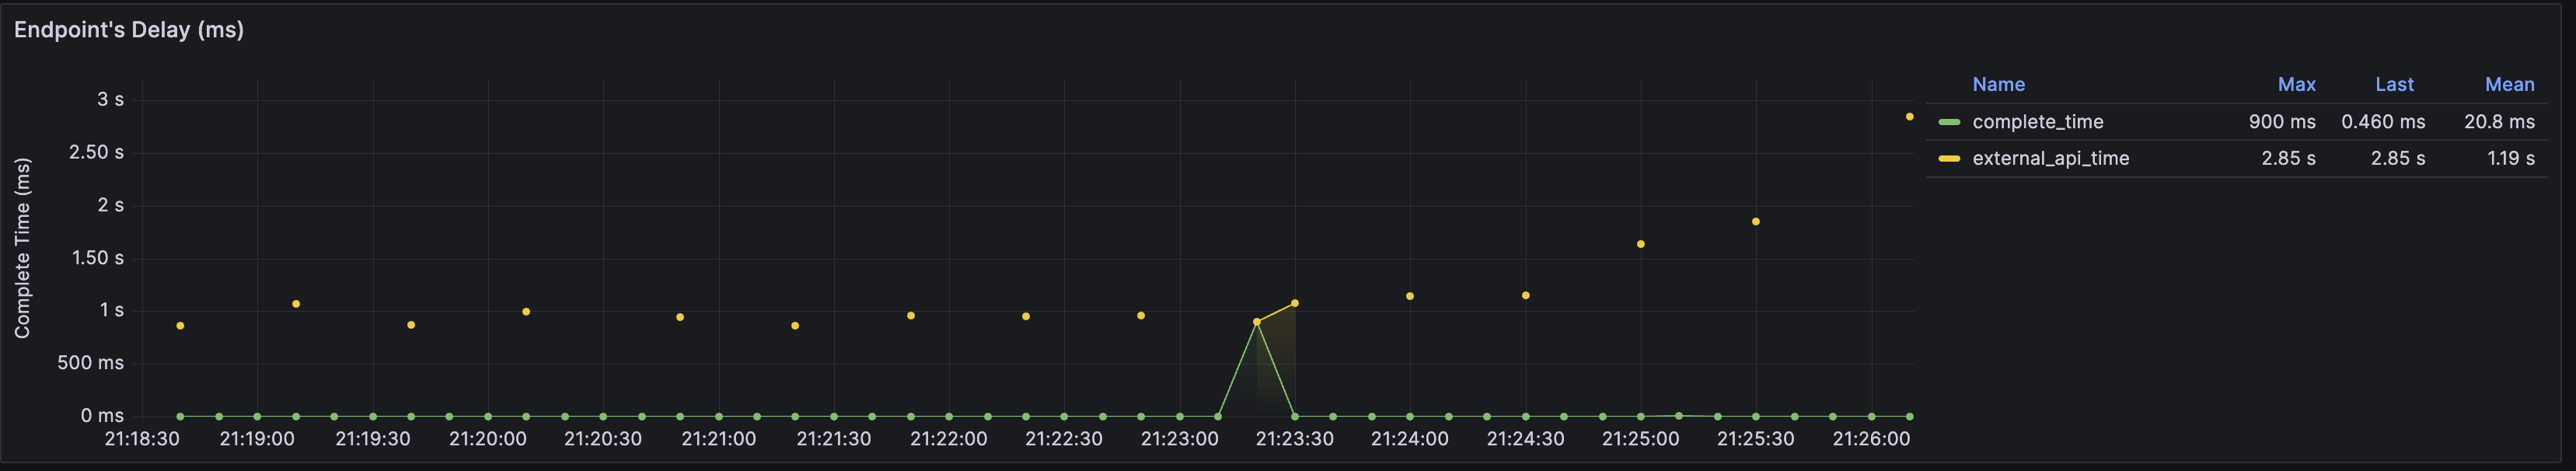 Endpoint's Delay (ms)
Complete Time (ms)
3 s
2.50 s
2 s
1.50 s
1 s
500 ms
0 ms
21:18:30 21:19:00 21:19:30 21:20:00 21:20:30 21:21:00 21:21:30 21:22:00 21:22:30 21:23:00 21:23:30 21:24:00 21:24:30 21:25:00 21:25:30 21:26:00
Name Max Last Mean
complete_time 900 ms 0.460 ms 20.8 ms
external_api_time 2.85 s 2.85 s 1.19 s